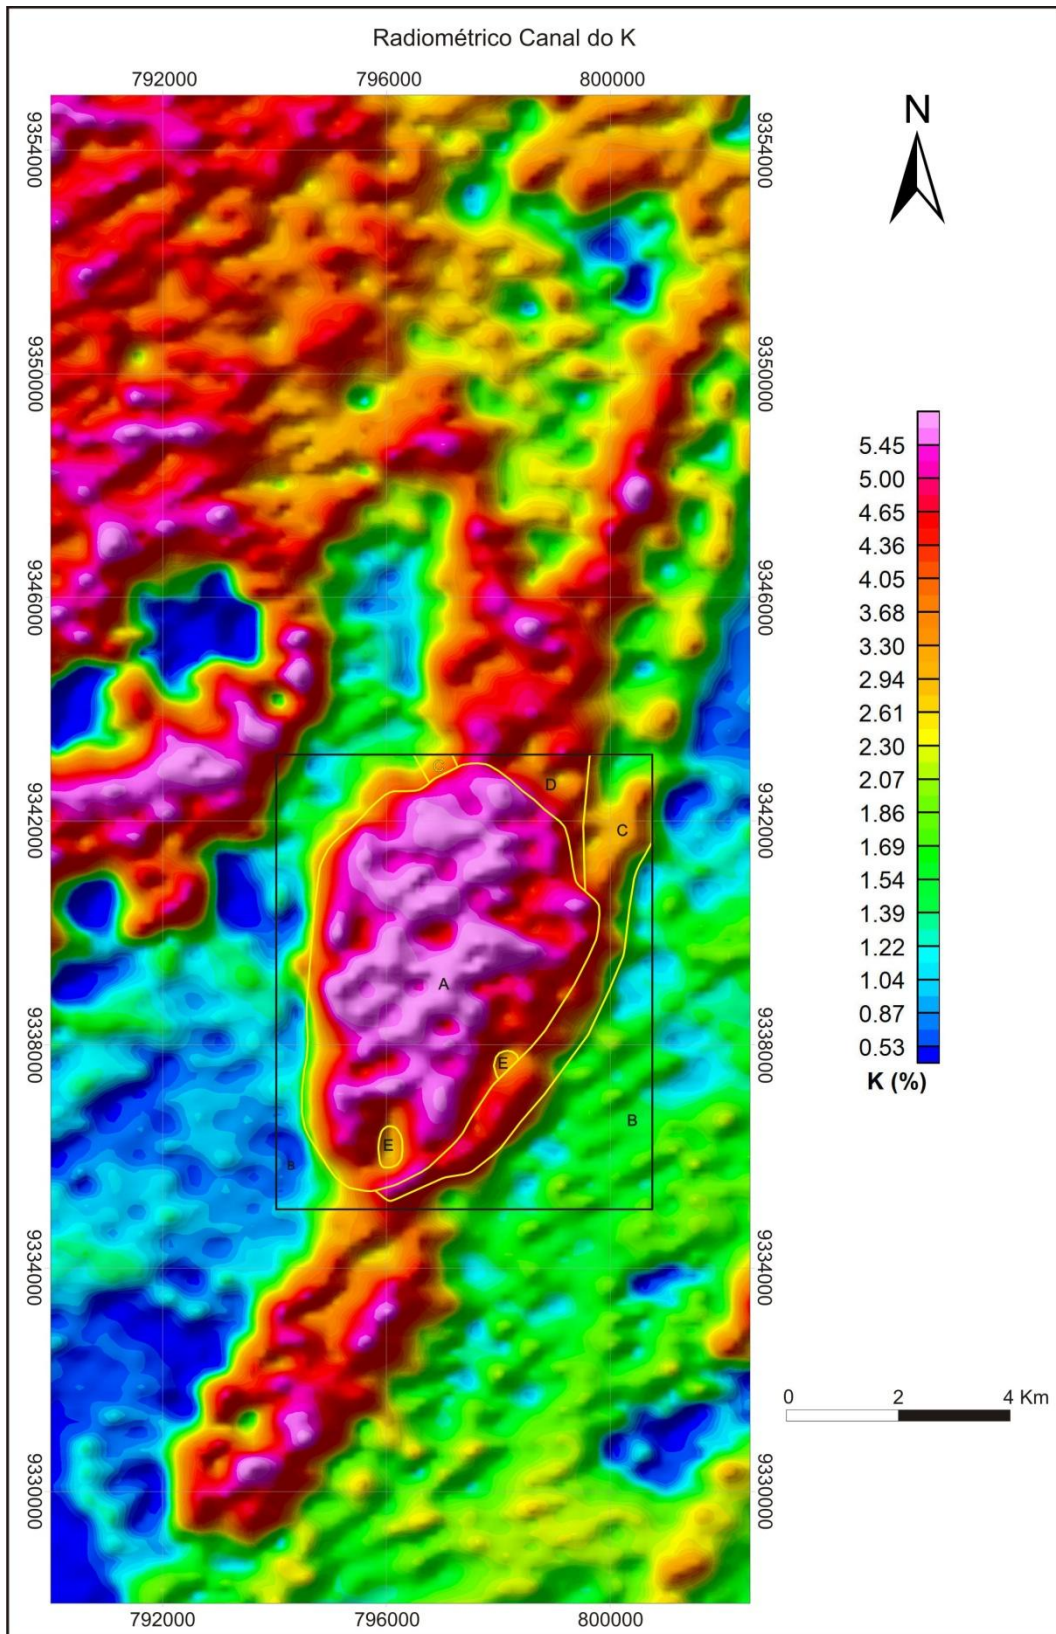 Radiométrico Canal do K
792000 796000 800000
N
9354000 9354000
9350000 9350000
5.45
5.00
4.65
4.36
4.05
3.68
3.30
2.94
2.61
2.30
2.07
1.86
1.69
1.54
1.39
1.22
1.04
0.87
0.53
K (%)
9346000 9346000
C
D
9342000 C 9342000
A
9338000 E 9338000
B
E
B
9334000 9334000
0 2 4 Km
9330000 9330000
792000 796000 800000